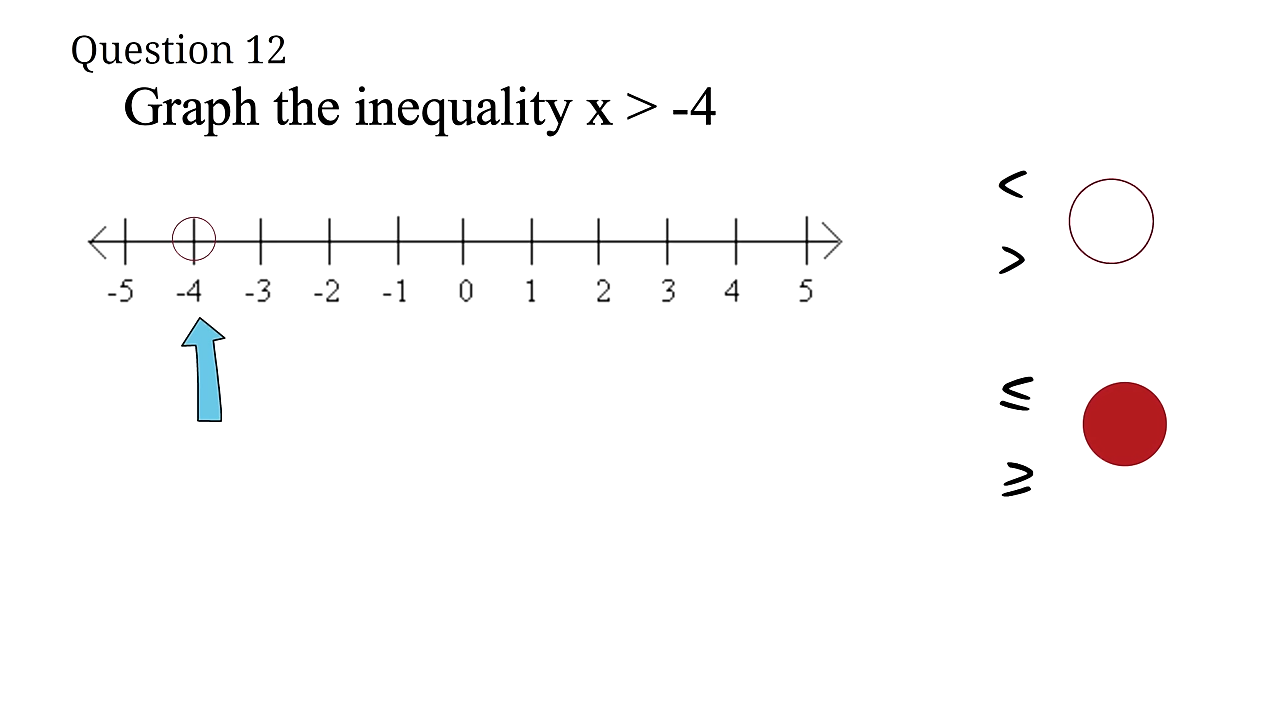 Question 12
Graph the inequality x > -4
<
>
-5 -4 -3 -2 -1 0 1 2 3 4 5
≤
≥